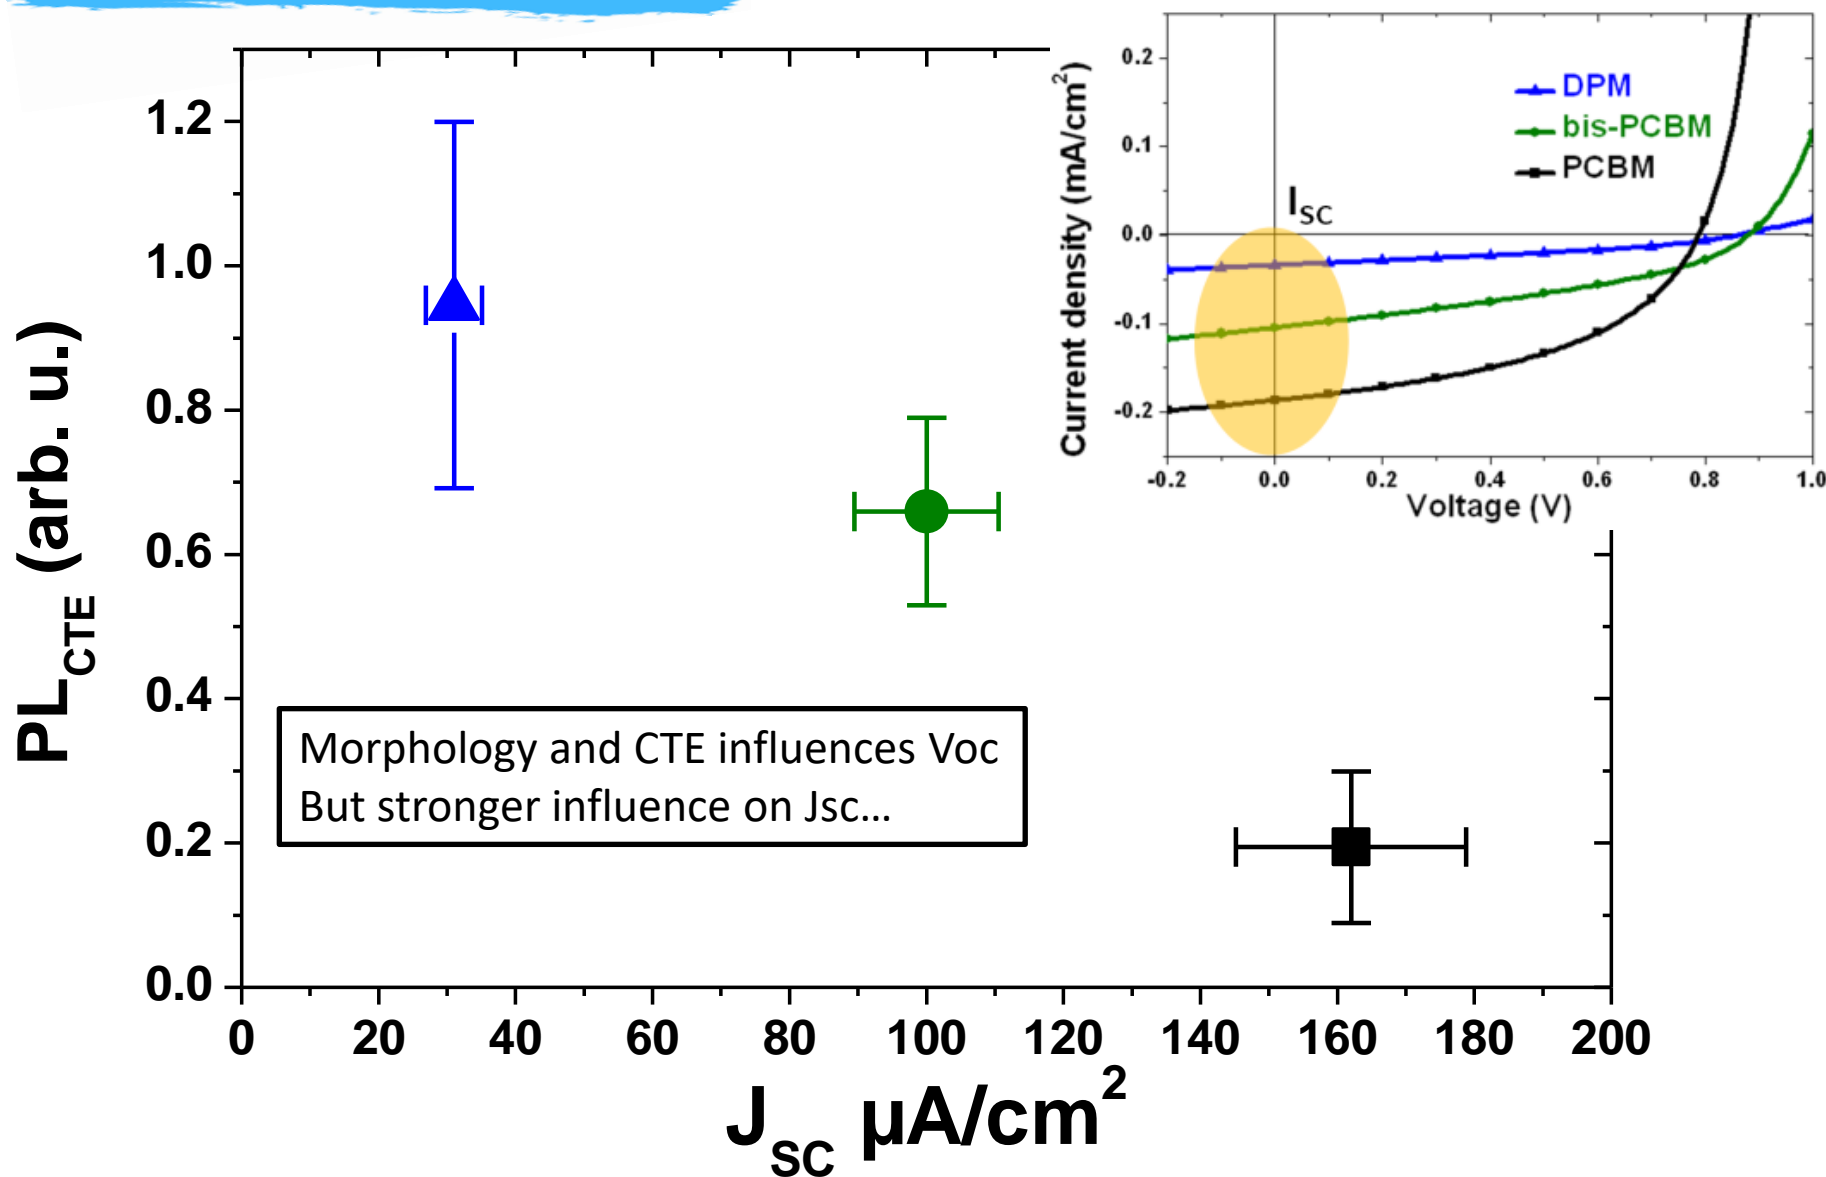 PL_CTE (arb. u.)
1.2
1.0
0.8
0.6
0.4
0.2
0.0
0 20 40 60 80 100 120 140 160 180 200
J_SC µA/cm²
Morphology and CTE influences Voc
But stronger influence on Jsc...
Current density (mA/cm²)
0.2
0.1
0.0
-0.1
-0.2
-0.2 0.0 0.2 0.4 0.6 0.8 1.0
Voltage (V)
DPM
bis-PCBM
PCBM
I_SC